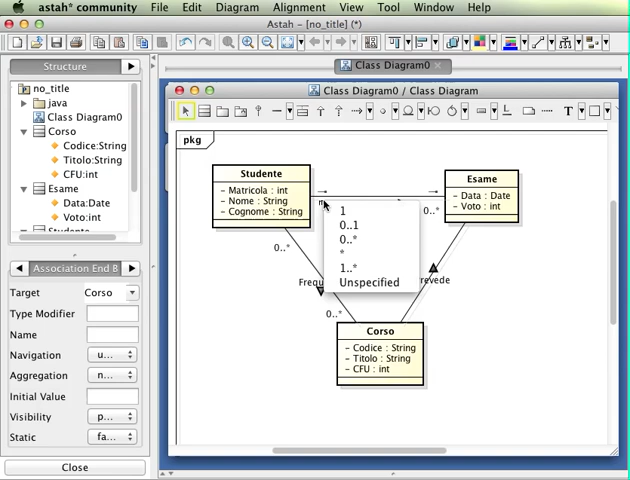 astah* community File Edit Diagram Alignment View Tool Window Help
Astah - [no_title] (*)
Structure
no_title
java
Class Diagram0
Corso
Codice:String
Titolo:String
CFU:int
Esame
Data:Date
Voto:int
Studente
Association End B
Target Corso
Type Modifier
Name
Navigation u...
Aggregation n...
Initial Value
Visibility p...
Static fa...
Close
Class Diagram0
Class Diagram0 / Class Diagram
T
pkg
Studente
- Matricola : int
- Nome : String
- Cognome : String
Esame
- Data : Date
- Voto : int
0..*
1
0..1
0..*
*
1..*
Unspecified
0..*
Frequ
revede
0..*
Corso
- Codice : String
- Titolo : String
- CFU : int